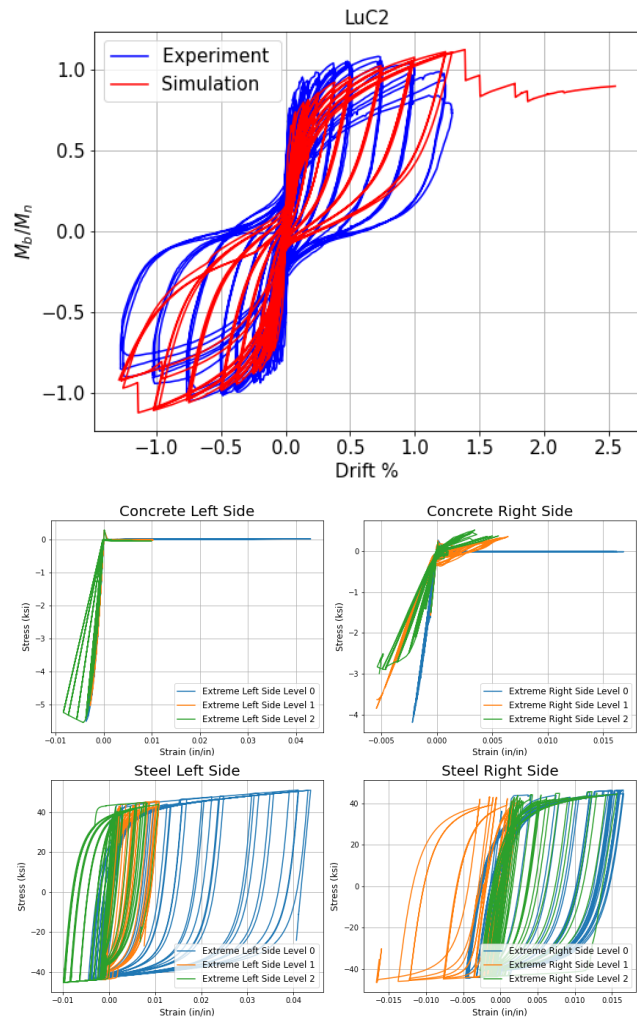 LuC2
Experiment
Simulation
1.0
0.5
0.0
−0.5
−1.0
M_b/M_n
−1.0 −0.5 0.0 0.5 1.0 1.5 2.0 2.5
Drift %
Concrete Left Side
0
−1
−2
−3
−4
−5
Stress (ksi)
Extreme Left Side Level 0
Extreme Left Side Level 1
Extreme Left Side Level 2
−0.01 0.00 0.01 0.02 0.03 0.04
Strain (in/in)
Concrete Right Side
0
−1
−2
−3
−4
Stress (ksi)
Extreme Right Side Level 0
Extreme Right Side Level 1
Extreme Right Side Level 2
−0.005 0.000 0.005 0.010 0.015
Strain (in/in)
Steel Left Side
40
20
0
−20
−40
Stress (ksi)
Extreme Left Side Level 0
Extreme Left Side Level 1
Extreme Left Side Level 2
−0.01 0.00 0.01 0.02 0.03 0.04
Strain (in/in)
Steel Right Side
40
20
0
−20
−40
Stress (ksi)
Extreme Right Side Level 0
Extreme Right Side Level 1
Extreme Right Side Level 2
−0.015 −0.010 −0.005 0.000 0.005 0.010 0.015
Strain (in/in)